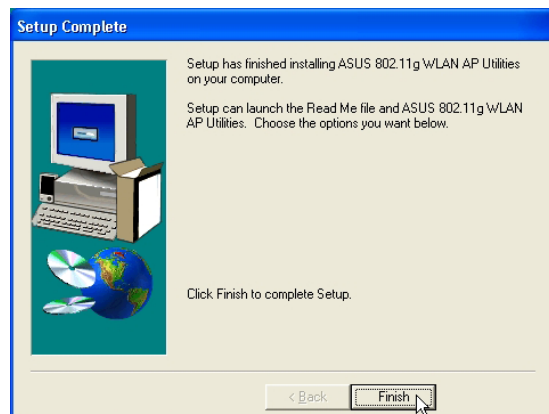 Setup Complete
Setup has finished installing ASUS 802.11g WLAN AP Utilities
on your computer.
Setup can launch the Read Me file and ASUS 802.11g WLAN
AP Utilities. Choose the options you want below.
Click Finish to complete Setup.
< Back
Finish